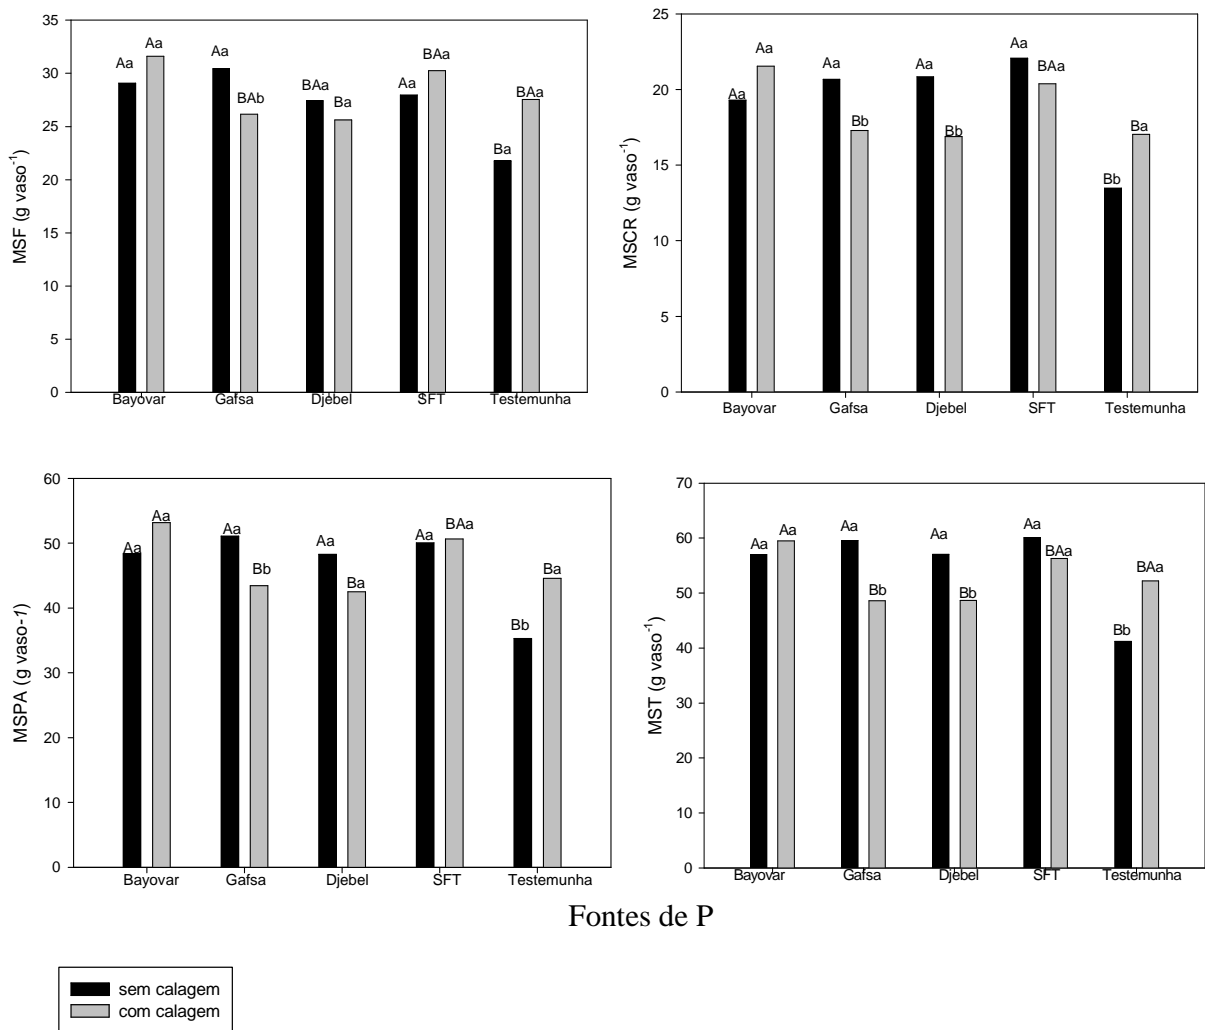 35
30
25
20
15
10
5
0
MSF (g vaso-1)
Aa Aa Aa BAb BAa Ba Aa BAa Ba BAa
Bayovar Gafsa Djebel SFT Testemunha
25
20
15
10
5
0
MSCR (g vaso-1)
Aa Aa Aa Bb Aa Bb Aa BAa Bb Ba
Bayovar Gafsa Djebel SFT Testemunha
60
50
40
30
20
10
0
MSPA (g vaso-1)
Aa Aa Aa Bb Aa Ba Aa BAa Bb Ba
Bayovar Gafsa Djebel SFT Testemunha
70
60
50
40
30
20
10
0
MST (g vaso-1)
Aa Aa Aa Bb Aa Bb Aa BAa Bb BAa
Bayovar Gafsa Djebel SFT Testemunha
Fontes de P
sem calagem
com calagem